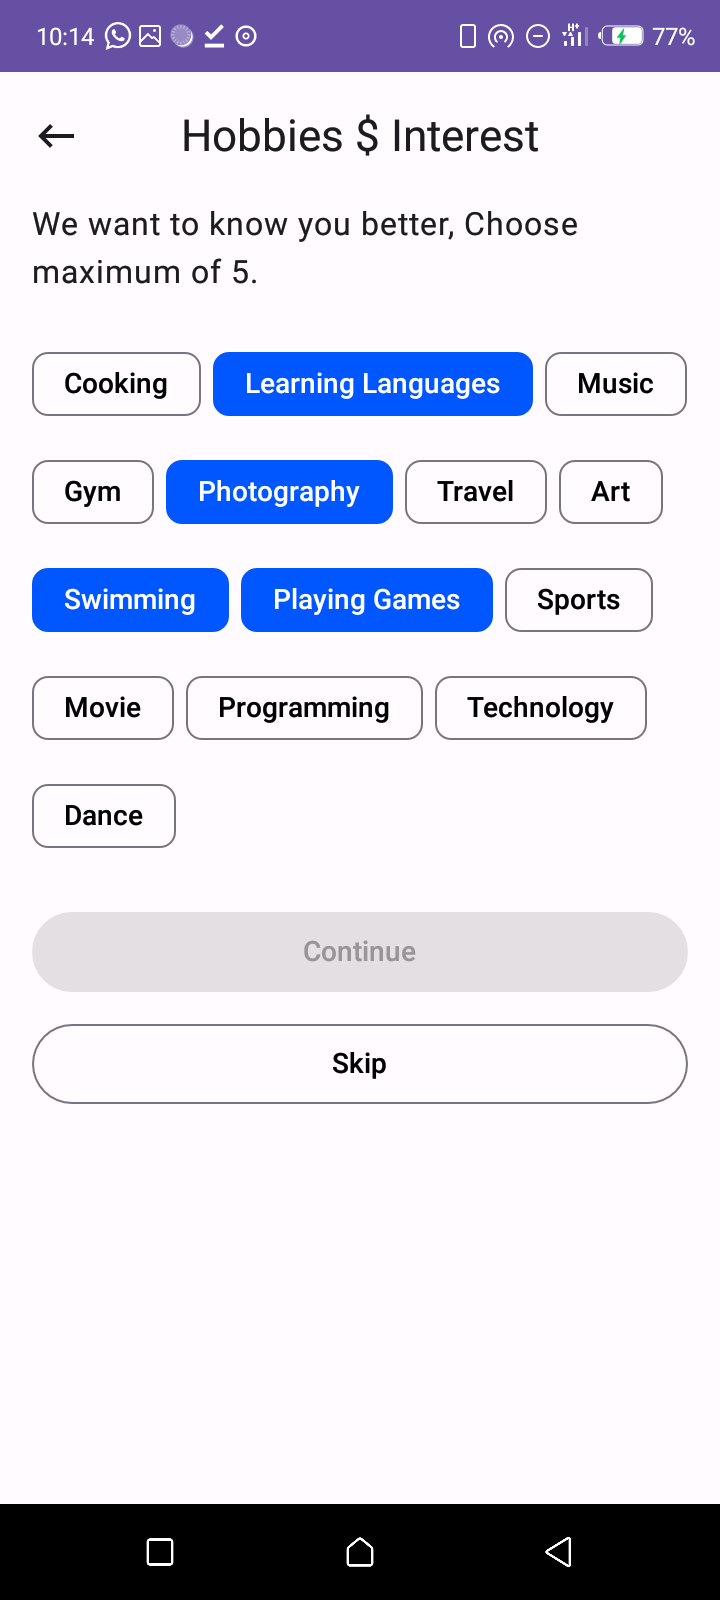 10:14 77%
Hobbies $ Interest
We want to know you better, Choose
maximum of 5.
Cooking Learning Languages Music
Gym Photography Travel Art
Swimming Playing Games Sports
Movie Programming Technology
Dance
Continue
Skip